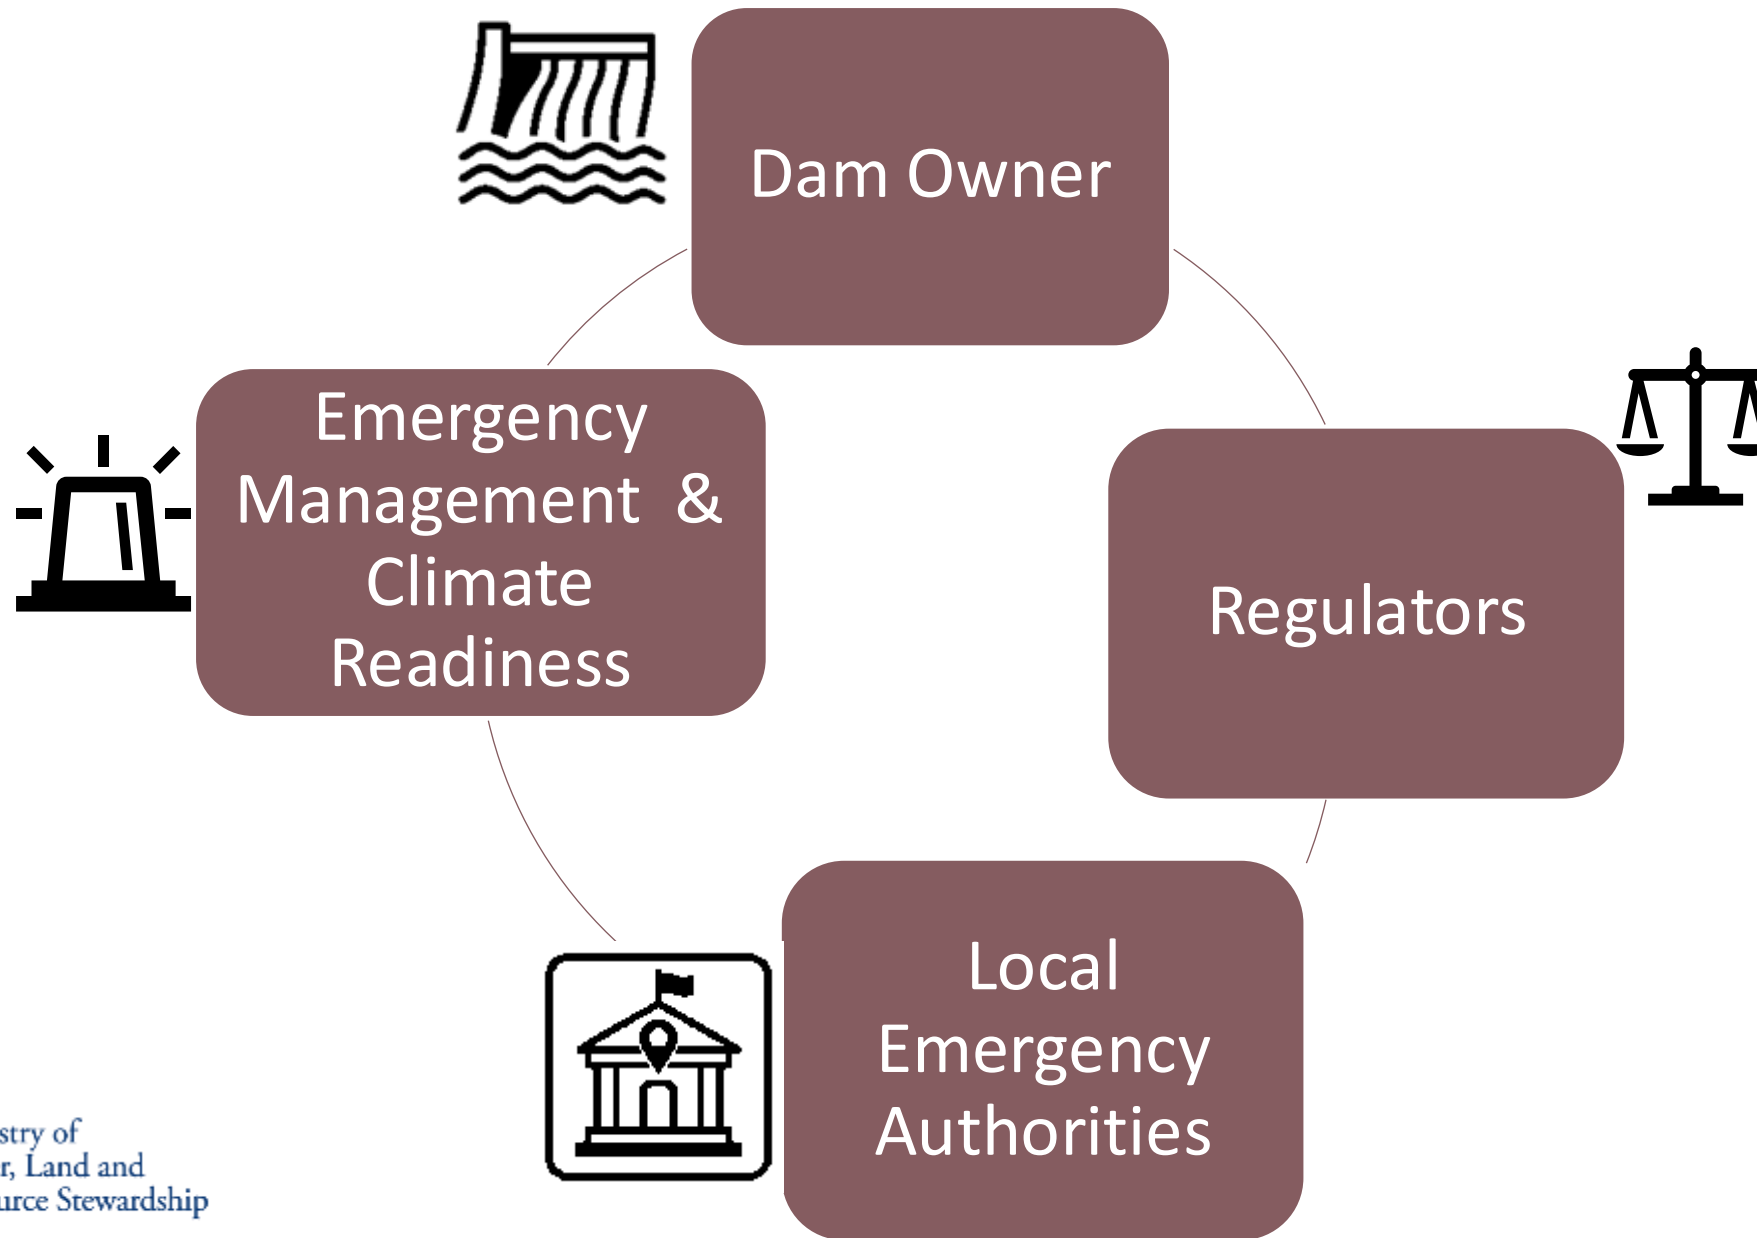 Dam Owner
Emergency
Management & 
Climate
Readiness
Regulators
Local
Emergency
Authorities
stry of
r, Land and
urce Stewardship